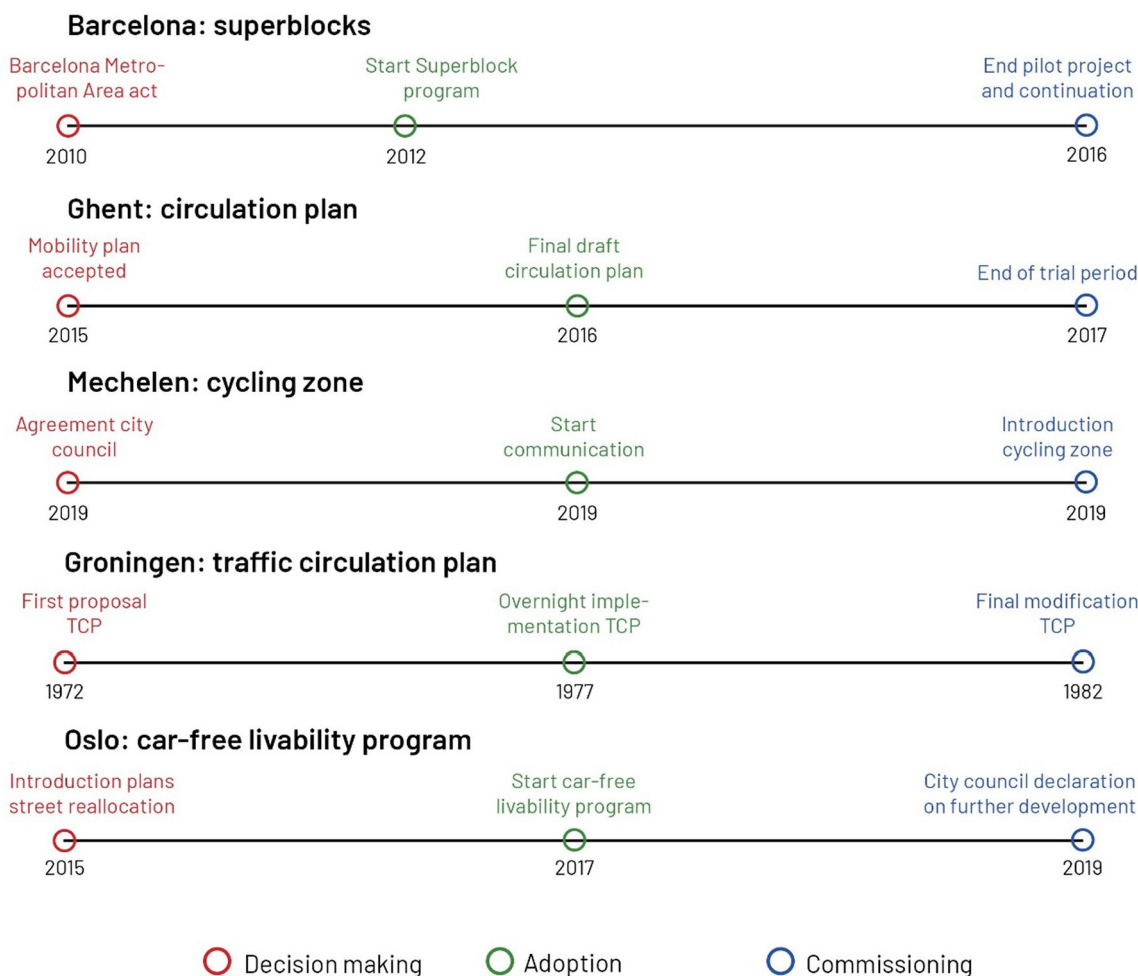 Barcelona: superblocks
Barcelona Metro-
politan Area act
Start Superblock
program
End pilot project
and continuation
2010
2012
2016
Ghent: circulation plan
Mobility plan
accepted
Final draft
circulation plan
End of trial period
2015
2016
2017
Mechelen: cycling zone
Agreement city
council
Start
communication
Introduction
cycling zone
2019
2019
2019
Groningen: traffic circulation plan
First proposal
TCP
Overnight imple-
mentation TCP
Final modification
TCP
1972
1977
1982
Oslo: car-free livability program
Introduction plans
street reallocation
Start car-free
livability program
City council declaration
on further development
2015
2017
2019
Decision making
Adoption
Commissioning